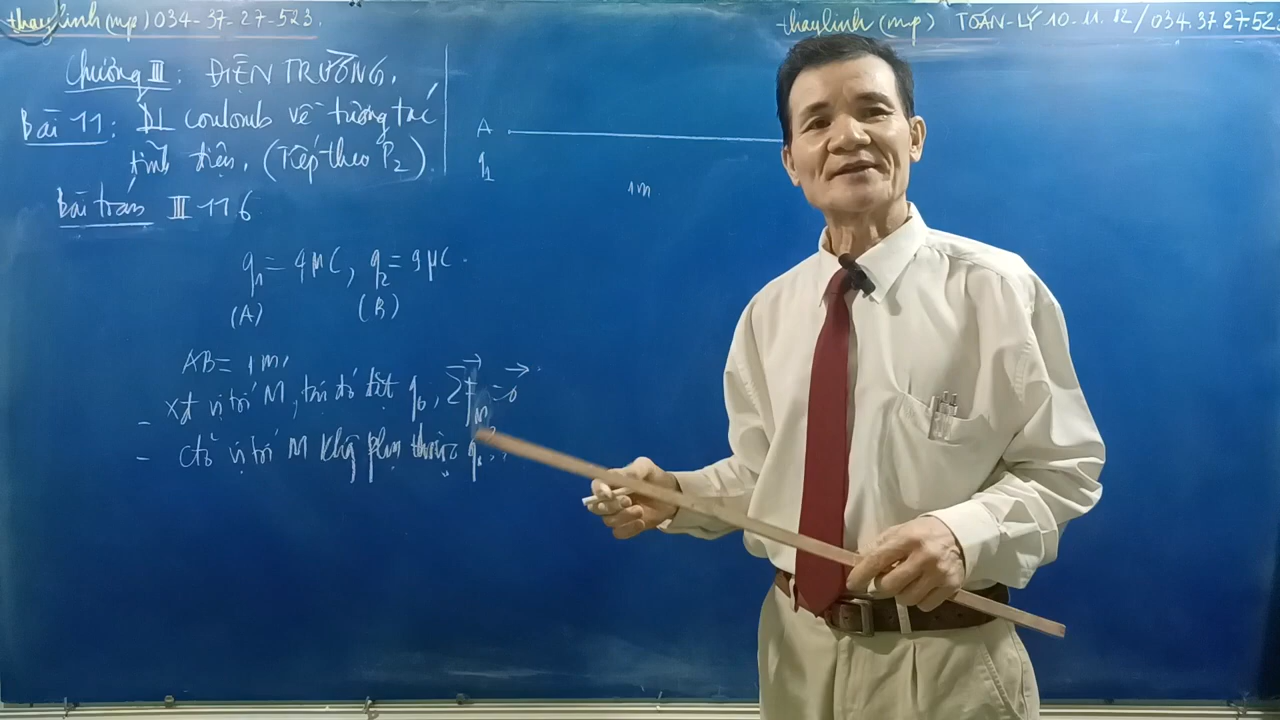 thaylinh (mp) 034-37-27-523.
thaylinh (mp) TOÁN-LÝ 10.11.12/034.37 27.523
Chương III: ĐIỆN TRƯỜNG.
Bài 11: ĐL coulomb về tương tác
tĩnh điện. (Tiếp theo P2).
Bài toán III 11 6
A
q1
1m
q1 = 4μC, q2 = 9μC.
(A) (B)
AB = 1m.
- Xđ vị trí M, tại đó đặt q0, ΣFM = 0
- chỗ vị trí M không phụ thuộc q0